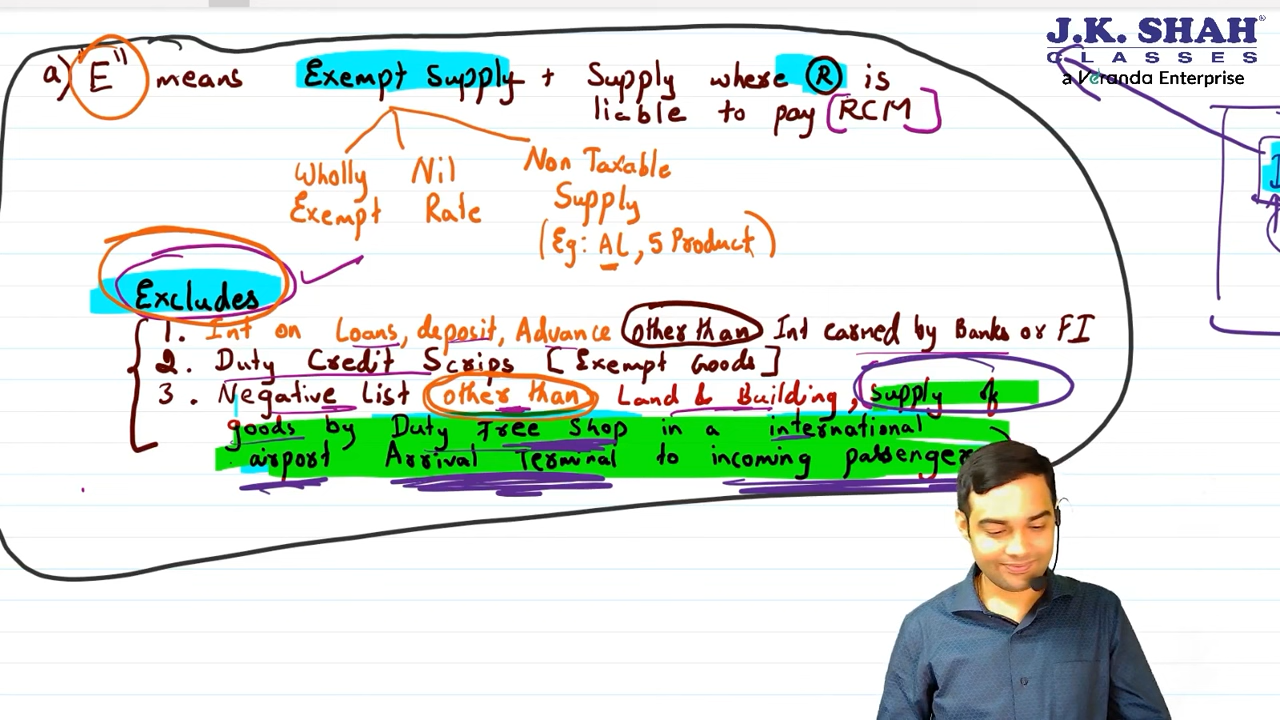 J.K. SHAH®
CLASSES
a Veranda Enterprise
a) "E" means Exempt Supply + Supply where R is
liable to pay [RCM]
Wholly Nil Non Taxable
Exempt Rate Supply
(Eg: AL, 5 Product)
Excludes
1. Int on Loans, deposit, Advance other than Int earned by Banks or FI
2. Duty Credit Scrips [Exempt Goods]
3. Negative List other than Land & Building, supply of
goods by Duty Free Shop in a international
airport Arrival Terminal to incoming passenger